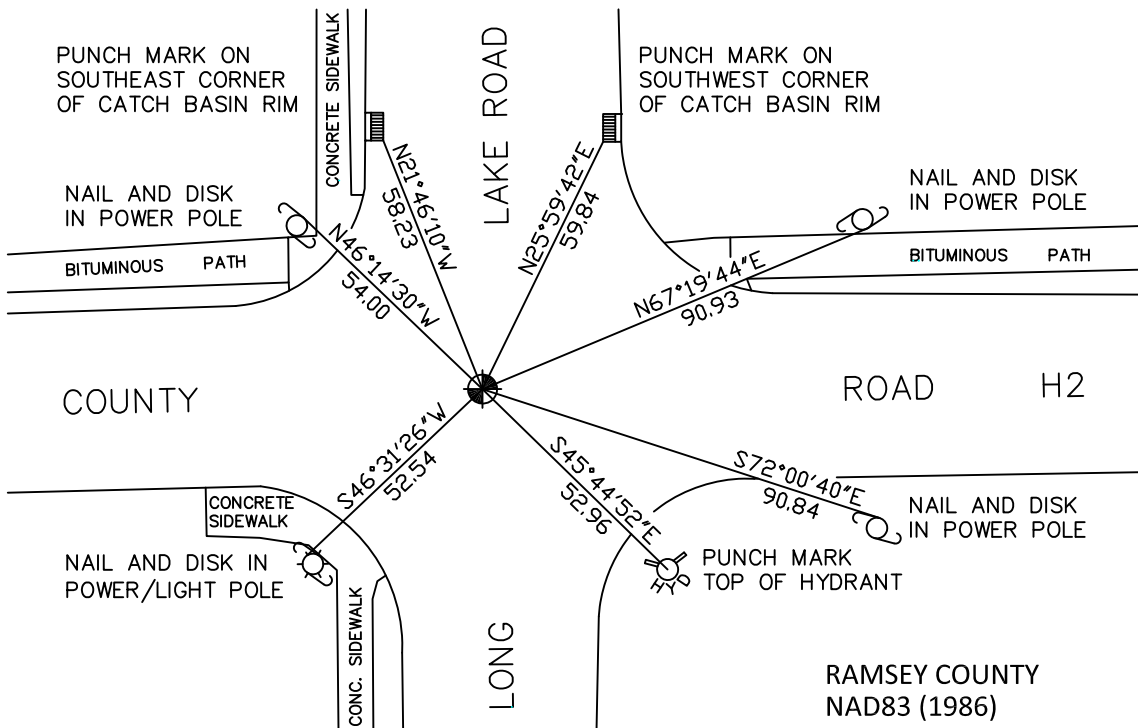 PUNCH MARK ON
SOUTHEAST CORNER
OF CATCH BASIN RIM
CONCRETE SIDEWALK
LAKE ROAD
PUNCH MARK ON
SOUTHWEST CORNER
OF CATCH BASIN RIM
NAIL AND DISK
IN POWER POLE
N21°46'10"W
58.23
N25°59'42"E
59.84
NAIL AND DISK
IN POWER POLE
BITUMINOUS PATH
N46°14'30"W
54.00
N67°19'44"E
90.93
BITUMINOUS PATH
COUNTY
ROAD H2
S46°31'26"W
52.54
S45°44'52"E
52.96
S72°00'40"E
90.84
CONCRETE
SIDEWALK
NAIL AND DISK
IN POWER POLE
NAIL AND DISK IN
POWER/LIGHT POLE
HYD
PUNCH MARK
TOP OF HYDRANT
CONC. SIDEWALK
LONG
RAMSEY COUNTY
NAD83 (1986)